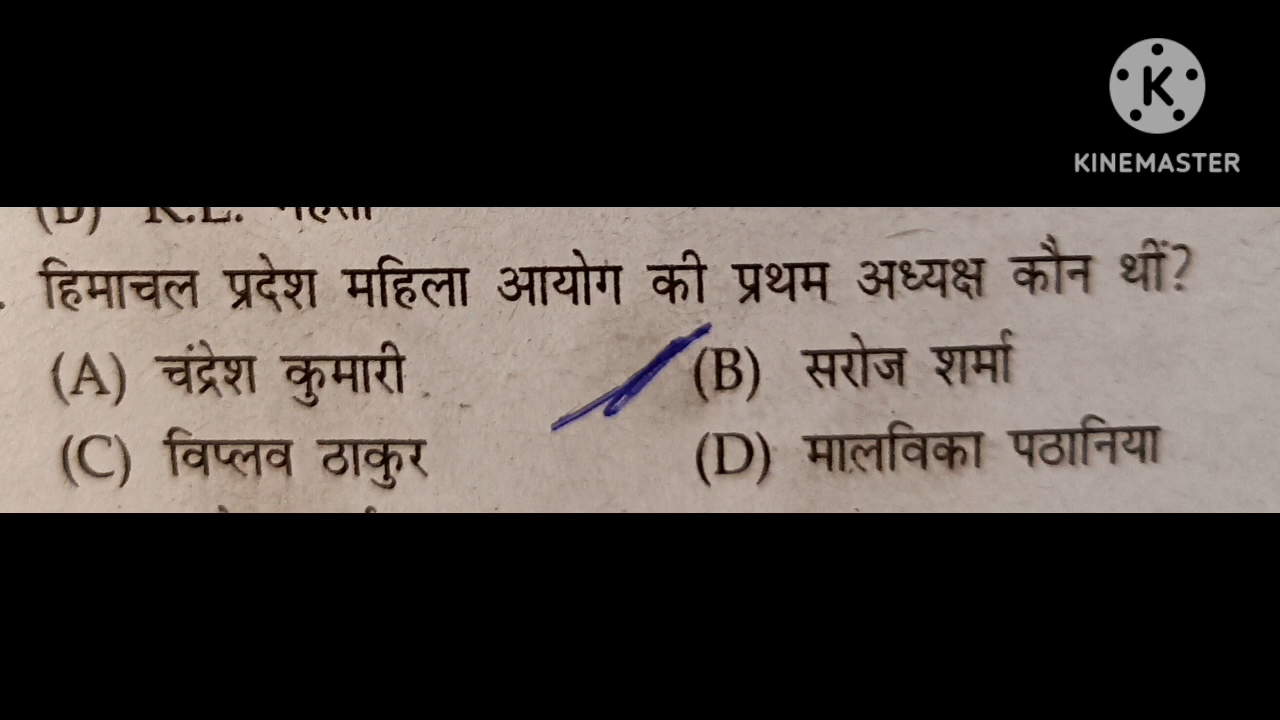 K
KINEMASTER
हिमाचल प्रदेश महिला आयोग की प्रथम अध्यक्ष कौन थीं?
(A) चंद्रेश कुमारी
(B) सरोज शर्मा
(C) विप्लव ठाकुर
(D) मालविका पठानिया